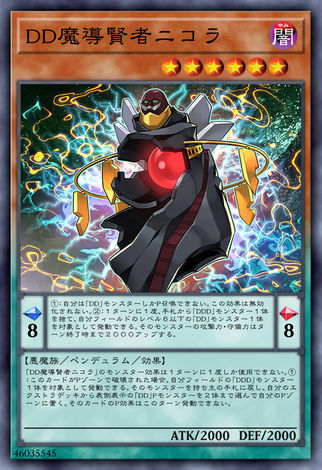 DD魔導賢者ニコラ
闇
やみ
①:自分は「DD」モンスターしかP召喚できない。この効果は無効
化されない。②:1ターンに1度、手札から「DDD」モンスター1体
を捨て、自分フィールドのレベル6以下の「DD」モンスター1体
を対象として発動できる。そのモンスターの攻撃力・守備力はタ
ーン終了時まで2000アップする。
8
8
【悪魔族/ペンデュラム/効果】
「DD魔導賢者ニコラ」のモンスター効果は1ターンに1度しか使用できない。①
:このカードがPゾーンで破壊された場合、自分フィールドの「DDD」モンスター
1体を対象として発動できる。そのモンスターを持ち主の手札に戻し、自分のエ
クストラデッキから表側表示の「DD」Pモンスターを2体まで選んで自分のPゾ
ーンに置く。そのカードのP効果はこのターン発動できない。
ATK/2000 DEF/2000
46035545